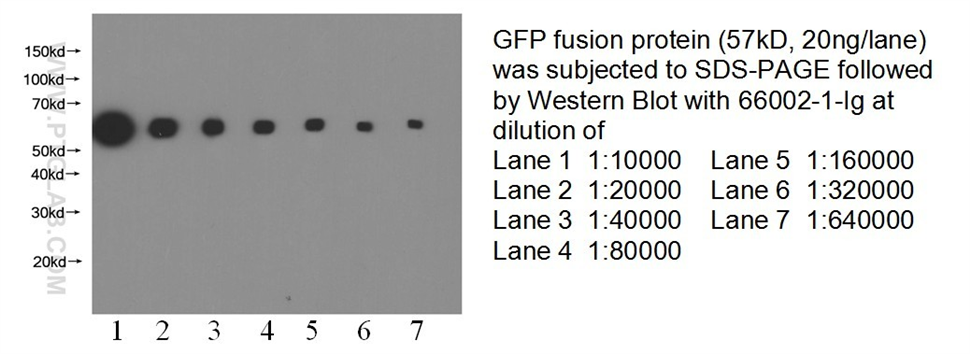 150kd→
100kd→
70kd→
50kd→
40kd→
30kd→
20kd→
WWW.PTGLAB.COM
1 2 3 4 5 6 7
GFP fusion protein (57kD, 20ng/lane)
was subjected to SDS-PAGE followed
by Western Blot with 66002-1-Ig at
dilution of
Lane 1 1:10000 Lane 5 1:160000
Lane 2 1:20000 Lane 6 1:320000
Lane 3 1:40000 Lane 7 1:640000
Lane 4 1:80000